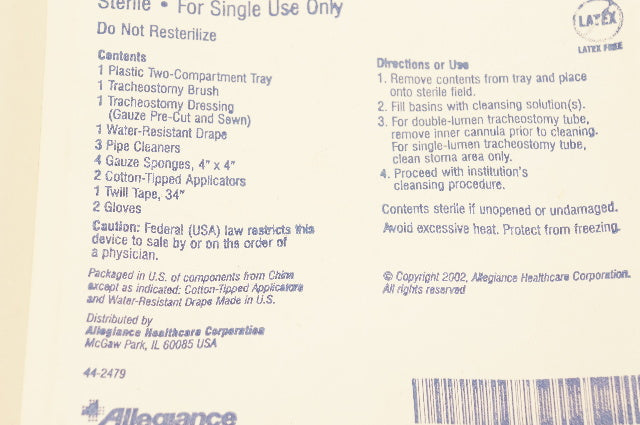 Sterile • For Single Use Only
Do Not Resterilize
LATEX
LATEX FREE
Contents
1 Plastic Two-Compartment Tray
1 Tracheostomy Brush
1 Tracheostomy Dressing
(Gauze Pre-Cut and Sewn)
1 Water-Resistant Drape
3 Pipe Cleaners
4 Gauze Sponges, 4" x 4"
2 Cotton-Tipped Applicators
1 Twill Tape, 34"
2 Gloves
Caution: Federal (USA) law restricts this
device to sale by or on the order of
a physician.
Packaged in U.S. of components from China
except as indicated: Cotton-Tipped Applicators
and Water-Resistant Drape Made in U.S.
Distributed by
Allegiance Healthcare Corporation
McGaw Park, IL 60085 USA
44-2479
Allegiance
Directions or Use
1. Remove contents from tray and place
onto sterile field.
2. Fill basins with cleansing solution(s).
3. For double-lumen tracheostomy tube,
remove inner cannula prior to cleaning.
For single-lumen tracheostomy tube,
clean stoma area only.
4. Proceed with institution's
cleansing procedure.
Contents sterile if unopened or undamaged.
Avoid excessive heat. Protect from freezing.
© Copyright 2002, Allegiance Healthcare Corporation.
All rights reserved